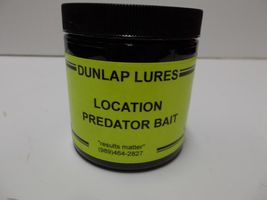 DUNLAP LURES
LOCATION
PREDATOR BAIT
"results matter"
(989)464-2827